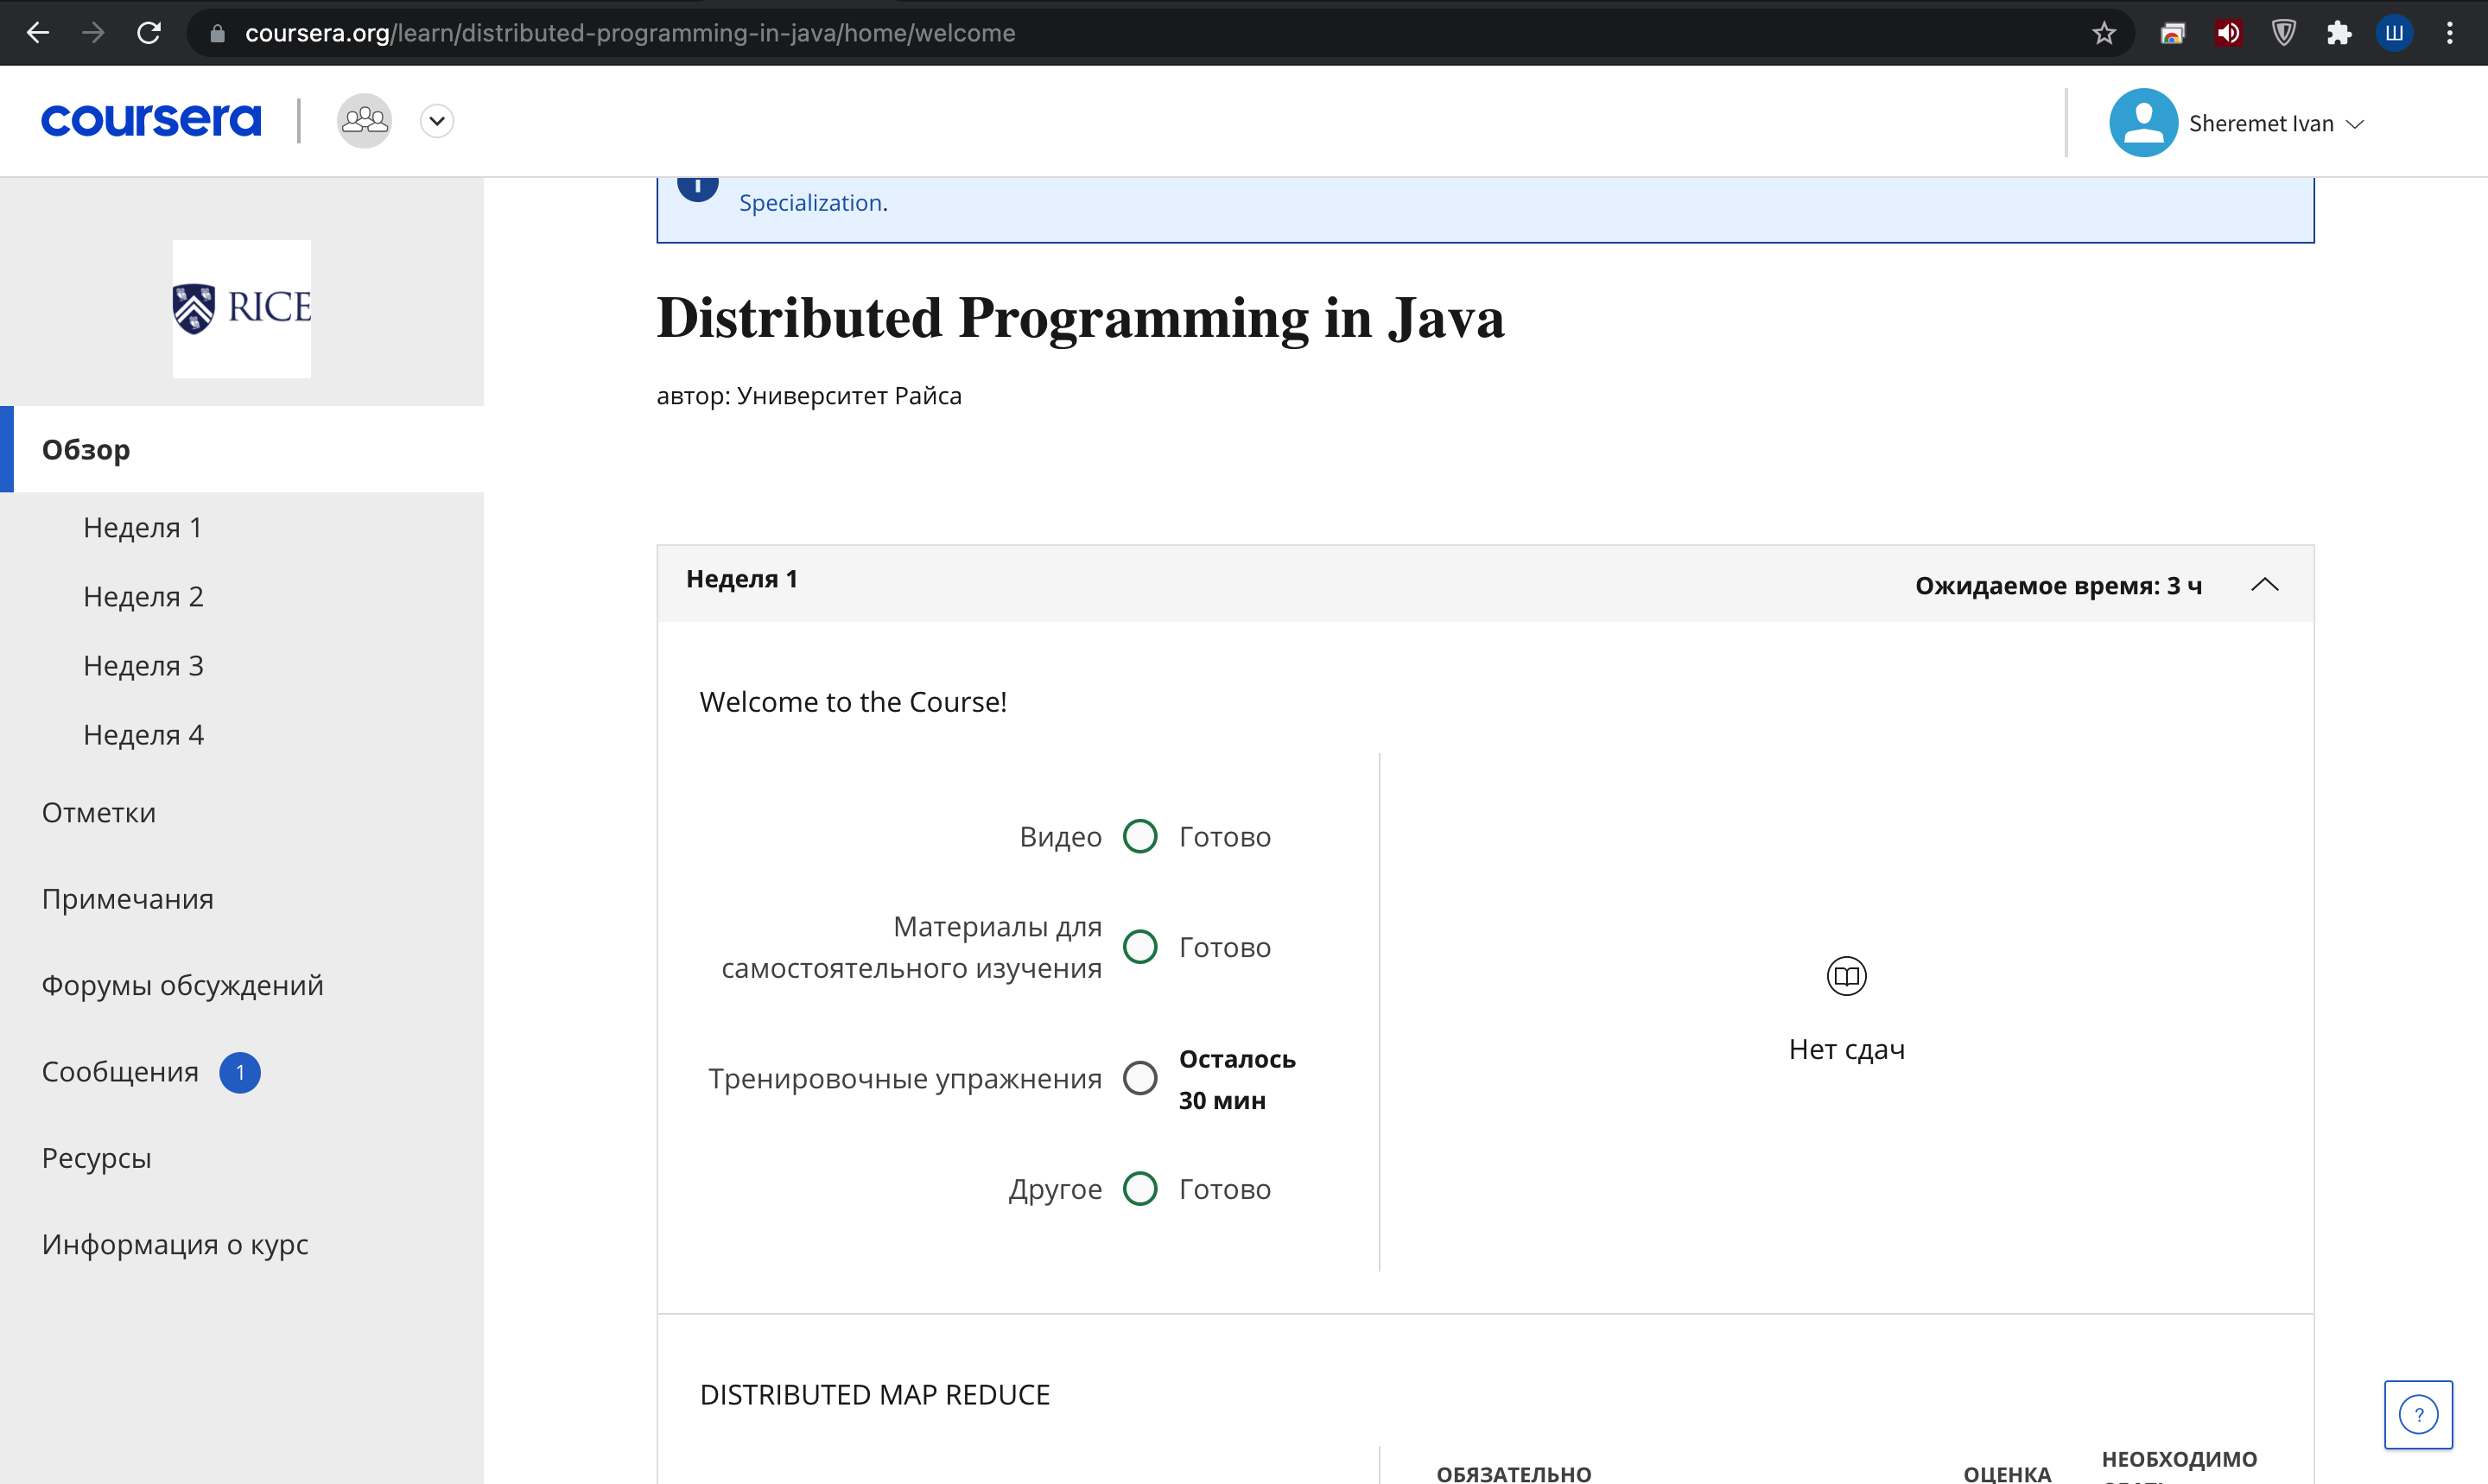 coursera.org/learn/distributed-programming-in-java/home/welcome
Ш
coursera
Sheremet Ivan
Specialization.
RICE
Distributed Programming in Java
автор: Университет Райса
Обзор
Неделя 1
Неделя 2
Неделя 3
Неделя 4
Отметки
Примечания
Форумы обсуждений
Сообщения 1
Ресурсы
Информация о курс
Неделя 1
Ожидаемое время: 3 ч
Welcome to the Course!
Видео Готово
Материалы для
самостоятельного изучения Готово
Тренировочные упражнения
Осталось
30 мин
Другое Готово
Нет сдач
DISTRIBUTED MAP REDUCE
ОБЯЗАТЕЛЬНО
ОЦЕНКА
НЕОБХОДИМО
?